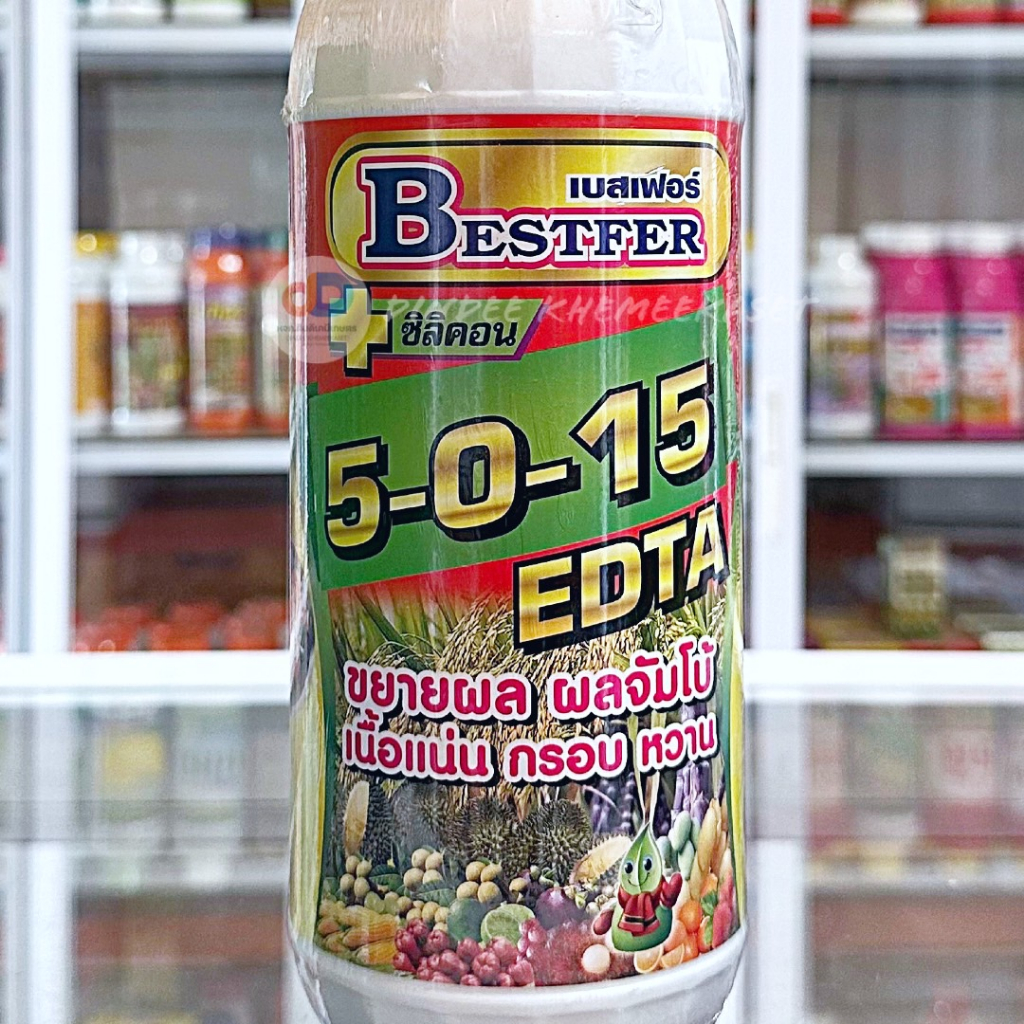 เบสเฟอร์
BESTFER
ซิลิคอน
5-0-15
EDTA
ขยายผล ผลจัมโบ้
เนื้อแน่น กรอบ หวาน